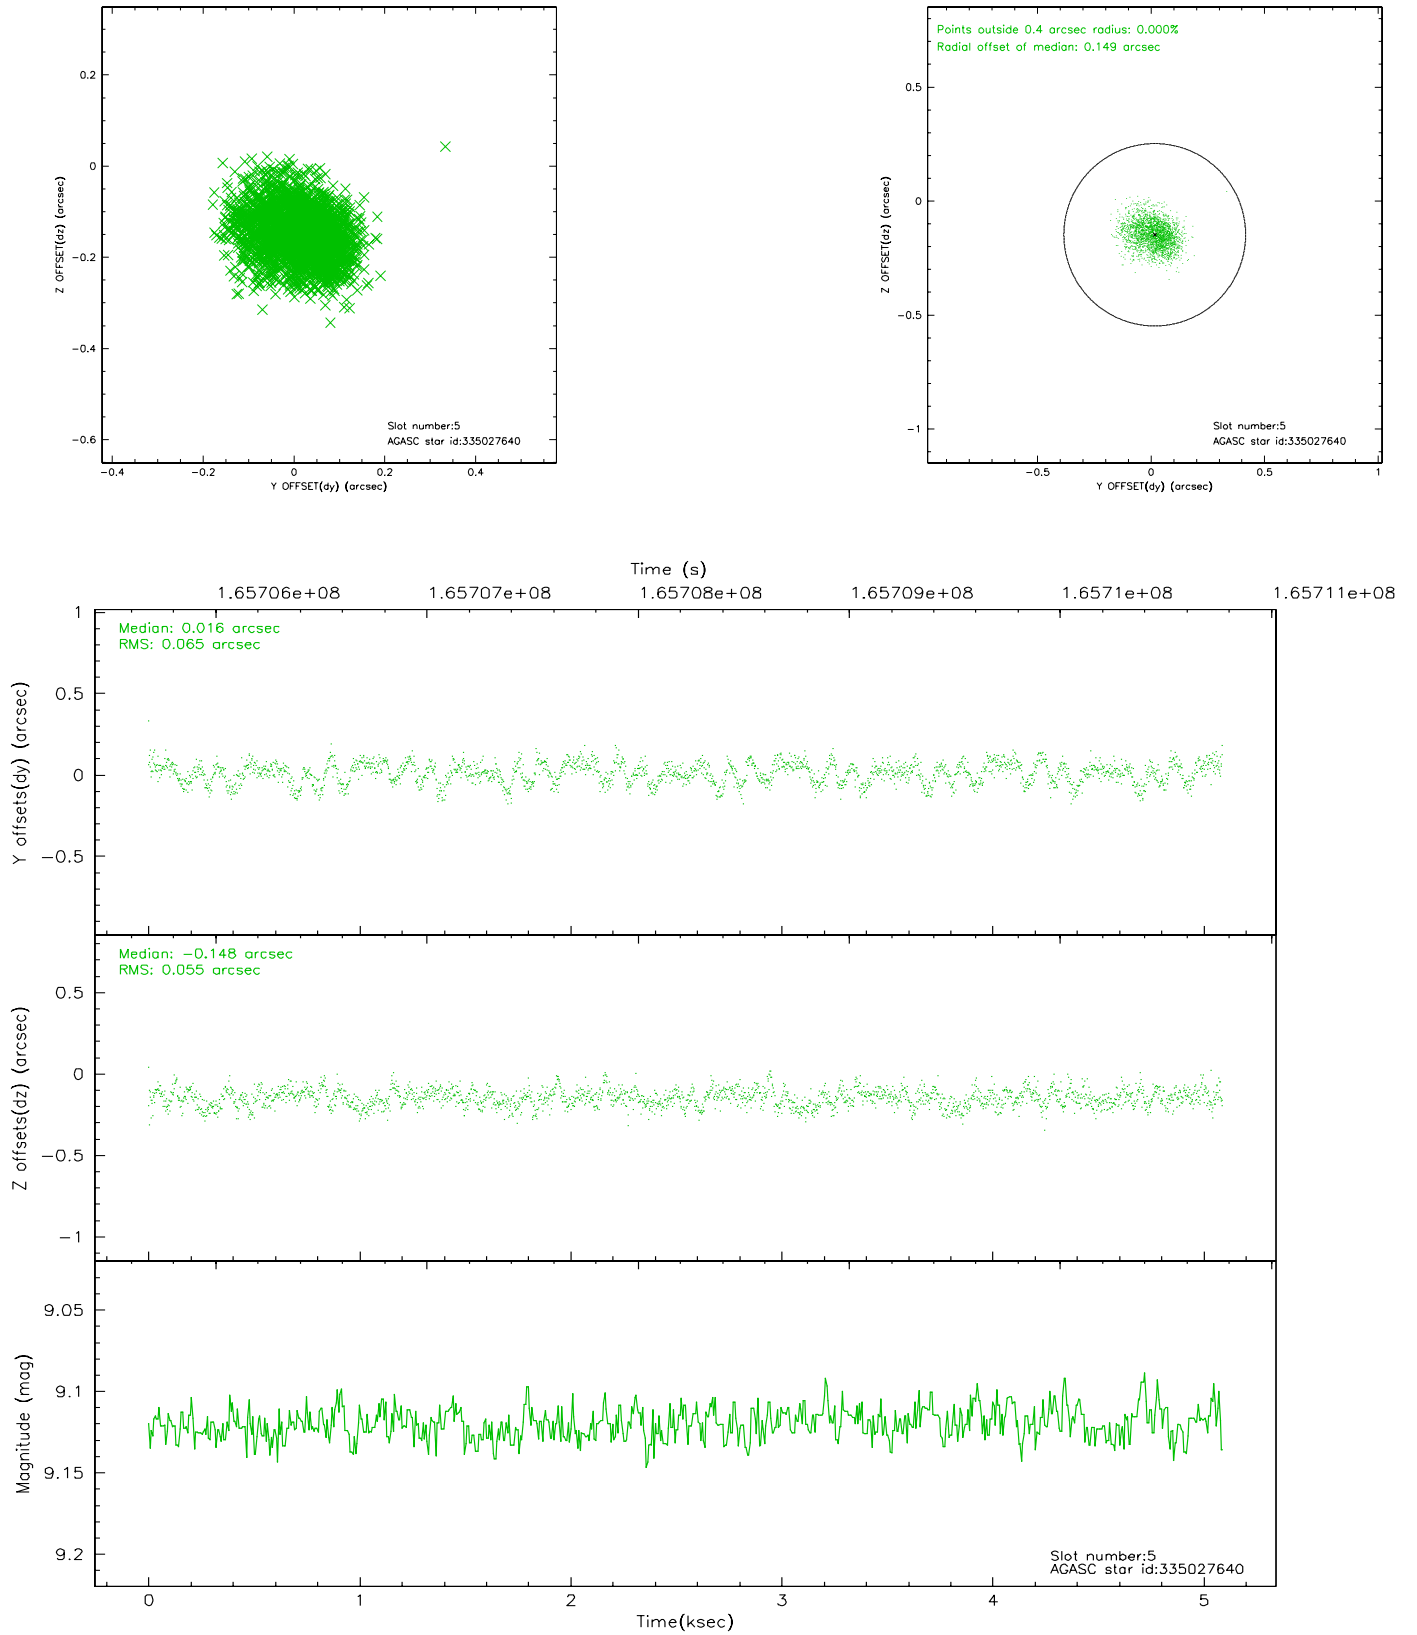 0.2
0
−0.2
−0.4
−0.6
Z OFFSET(dz) (arcsec)
Slot number:5
AGASC star id:335027640
−0.4
−0.2
0
0.2
0.4
Y OFFSET(dy) (arcsec)
Points outside 0.4 arcsec radius: 0.000%
Radial offset of median: 0.149 arcsec
0.5
0
−0.5
−1
Z OFFSET(dz) (arcsec)
Slot number:5
AGASC star id:335027640
−0.5
0
0.5
1
Y OFFSET(dy) (arcsec)
Time (s)
1.65706e+08
1.65707e+08
1.65708e+08
1.65709e+08
1.6571e+08
1.65711e+08
Median: 0.016 arcsec
RMS: 0.065 arcsec
1
0.5
0
−0.5
Y offsets(dy) (arcsec)
Median: −0.148 arcsec
RMS: 0.055 arcsec
0.5
0
−0.5
−1
Z offsets(dz) (arcsec)
9.05
9.1
9.15
9.2
Magnitude (mag)
Slot number:5
AGASC star id:335027640
0
1
2
3
4
5
Time(ksec)